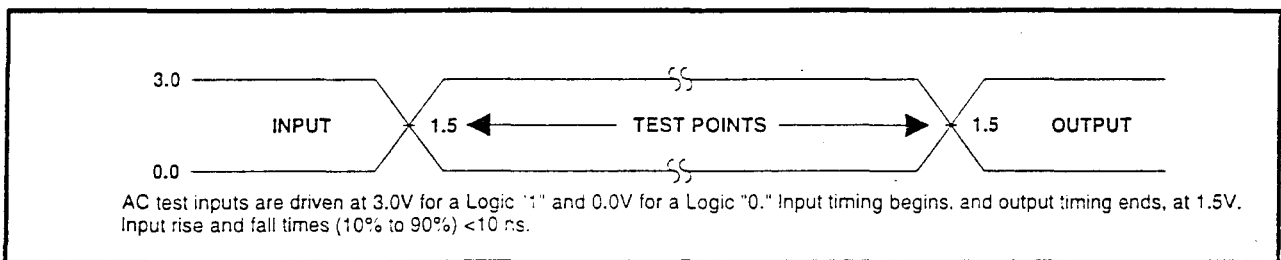 3.0
INPUT 1.5 TEST POINTS 1.5 OUTPUT
0.0
AC test inputs are driven at 3.0V for a Logic "1" and 0.0V for a Logic "0." Input timing begins, and output timing ends, at 1.5V.
Input rise and fall times (10% to 90%) <10 ns.